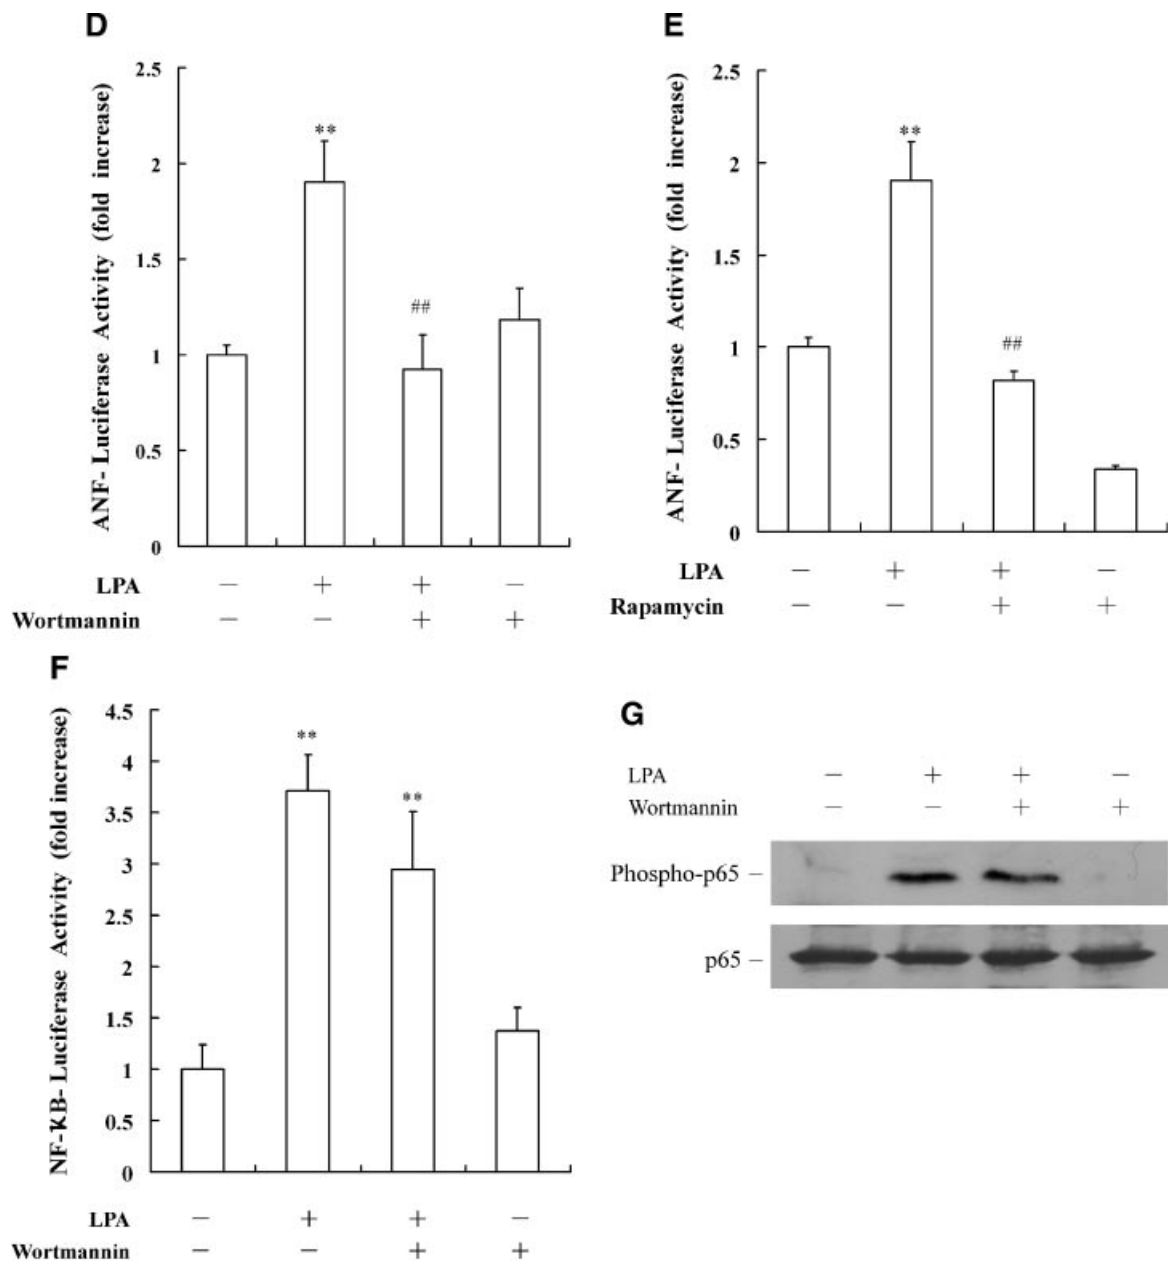 D
ANF- Luciferase Activity (fold increase)
2.5
2
1.5
1
0.5
0
**
##
LPA − + + −
Wortmannin − − + +
E
ANF- Luciferase Activity (fold increase)
2.5
2
1.5
1
0.5
0
**
##
LPA − + + −
Rapamycin − − + +
F
NF-κB- Luciferase Activity (fold increase)
4.5
4
3.5
3
2.5
2
1.5
1
0.5
0
**
**
LPA − + + −
Wortmannin − − + +
G
LPA − + + −
Wortmannin − − + +
Phospho-p65 –
p65 –